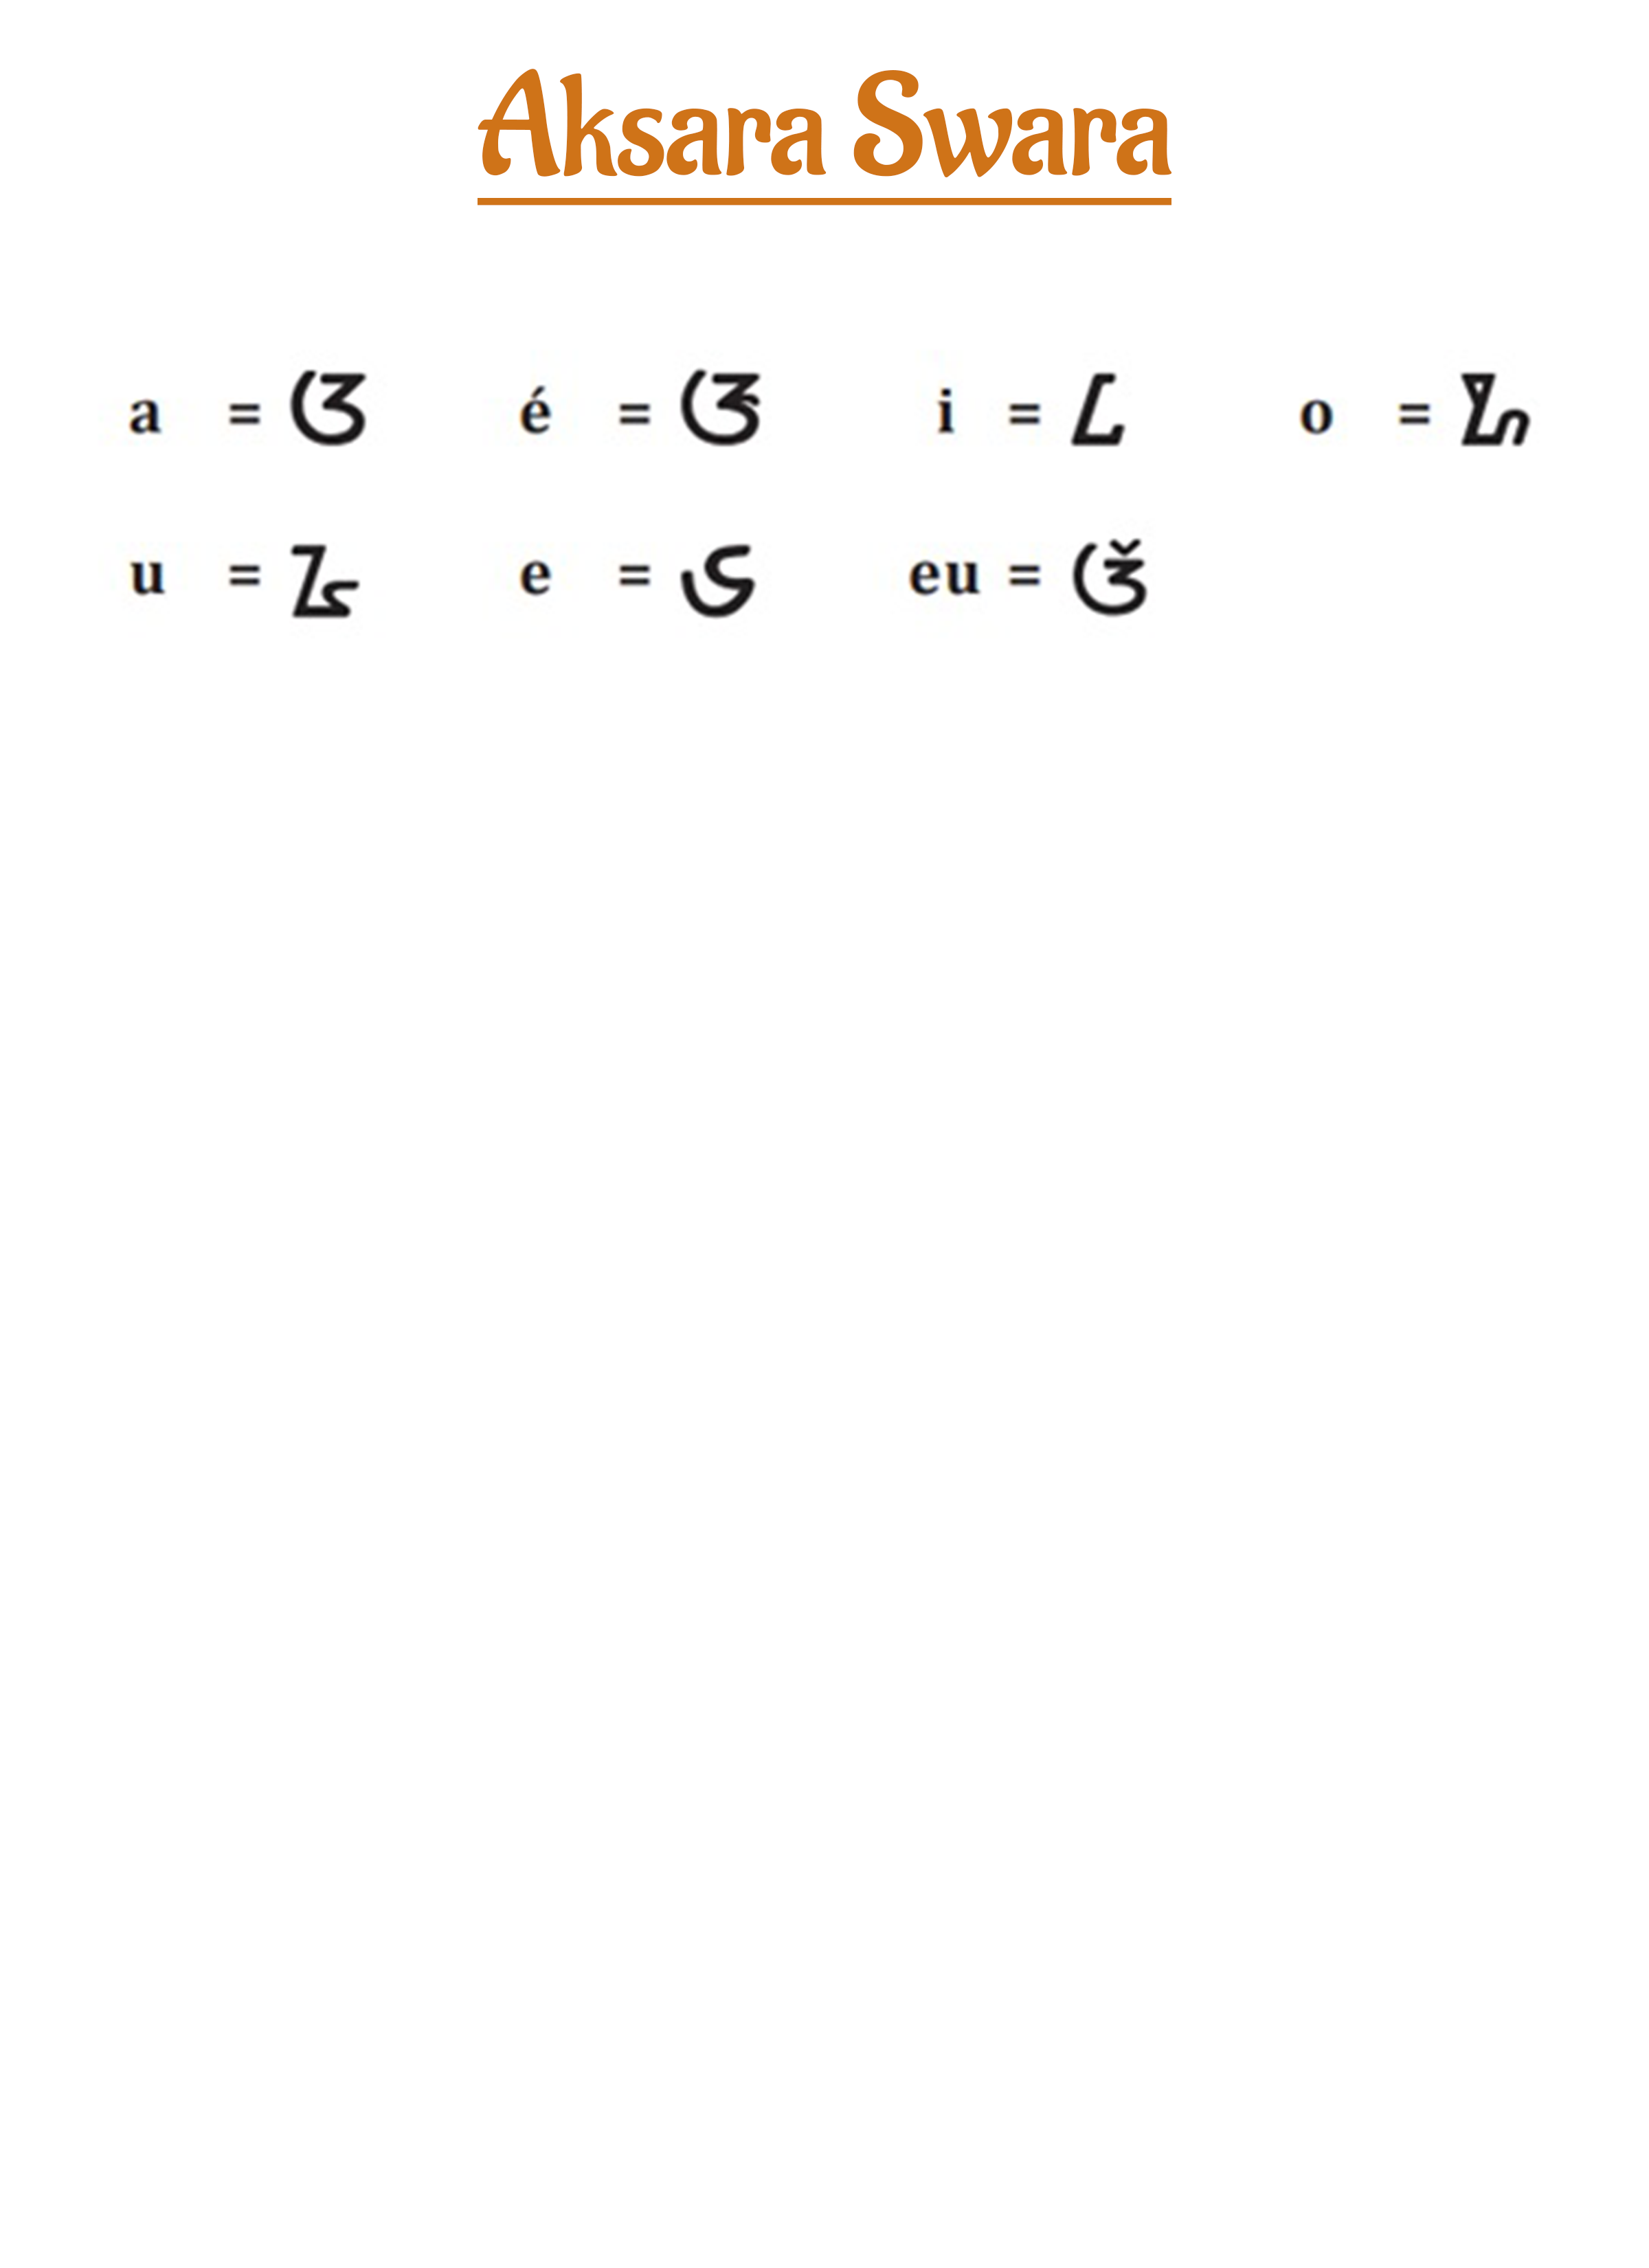 Aksara Swara
a = ᮃ é = ᮆ i = ᮄ o = ᮇ
u = ᮅ e = ᮈ eu = ᮉ